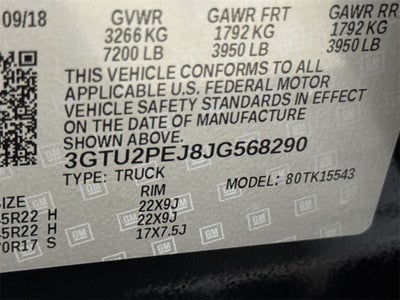 09/18 GVWR GAWR FRT GAWR RR
3266 KG 1792 KG 1792 KG
7200 LB 3950 LB 3950 LB
THIS VEHICLE CONFORMS TO ALL
APPLICABLE U.S. FEDERAL MOTOR
VEHICLE SAFETY STANDARDS IN EFFECT
ON THE DATE OF MANUFACTURE
SHOWN ABOVE.
3GTU2PEJ8JG568290
TYPE: TRUCK MODEL: 80TK15543
SIZE RIM
5R22 H 22X9J
5R22 H 22X9J
0R17 S 17X7.5J
GM